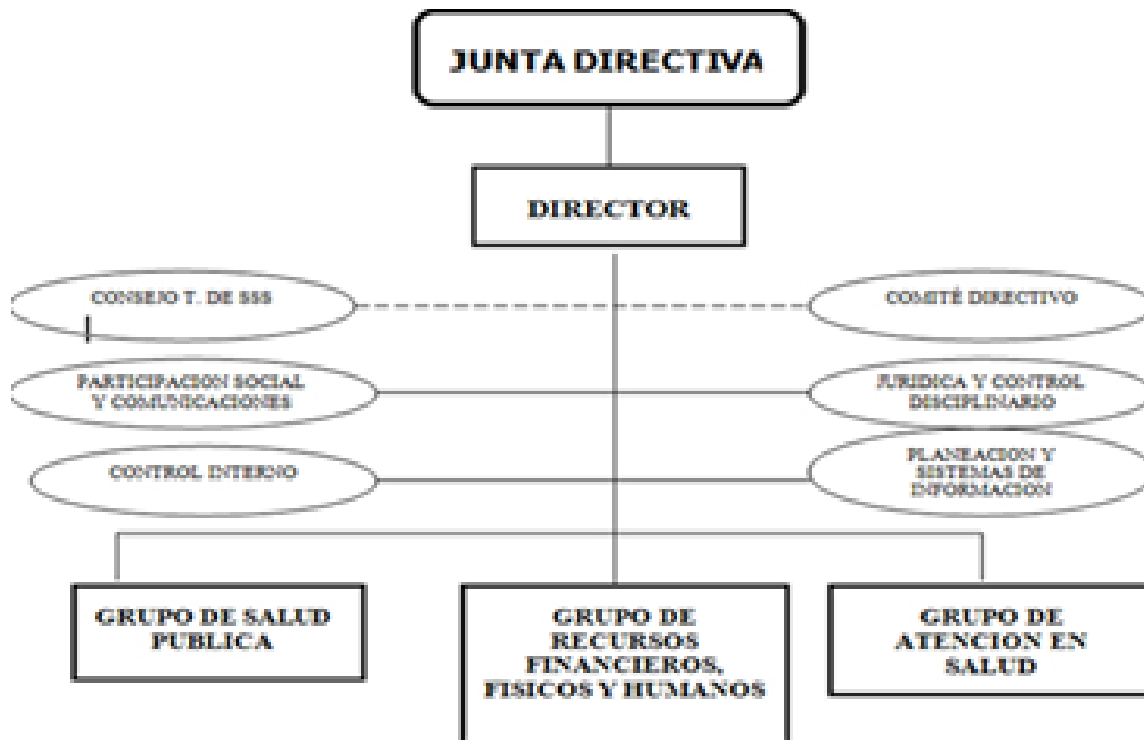 JUNTA DIRECTIVA
DIRECTOR
CONSEJO T. DE SSS
COMITÉ DIRECTIVO
PARTICIPACION SOCIAL
Y COMUNICACIONES
JURIDICA Y CONTROL
DISCIPLINARIO
CONTROL INTERNO
PLANEACION Y
SISTEMAS DE
INFORMACION
GRUPO DE SALUD
PUBLICA
GRUPO DE
RECURSOS
FINANCIEROS,
FISICOS Y HUMANOS
GRUPO DE
ATENCION EN
SALUD